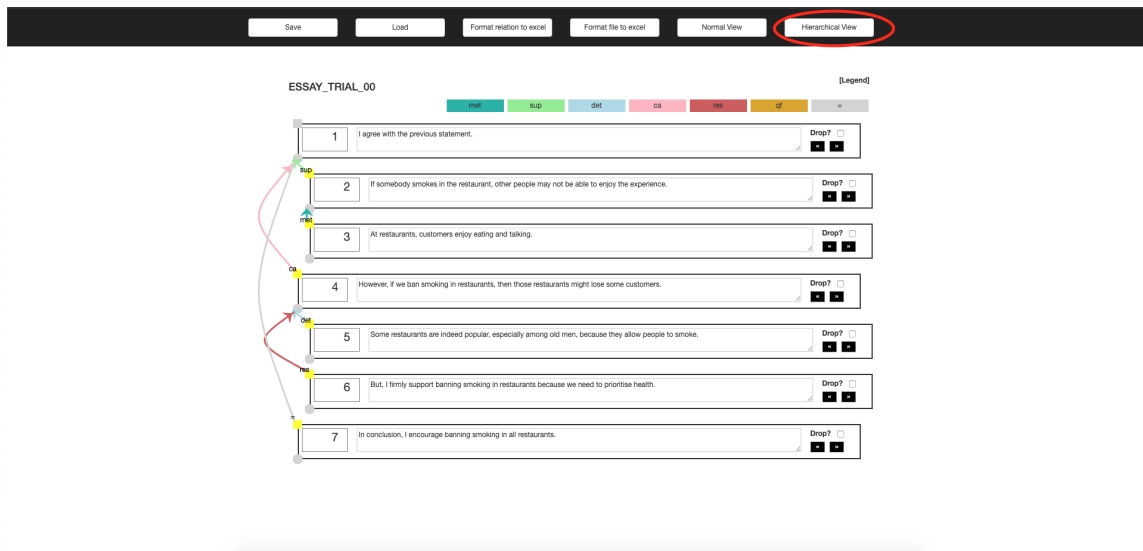 Save Load Format relation to excel Format file to excel Normal View Hierarchical View
ESSAY_TRIAL_00 [Legend]
met sup det ca res qf =
1 I agree with the previous statement. Drop?
« »
sup
2 If somebody smokes in the restaurant, other people may not be able to enjoy the experience. Drop?
« »
met
3 At restaurants, customers enjoy eating and talking. Drop?
« »
ca
4 However, if we ban smoking in restaurants, then those restaurants might lose some customers. Drop?
« »
det
5 Some restaurants are indeed popular, especially among old men, because they allow people to smoke. Drop?
« »
res
6 But, I firmly support banning smoking in restaurants because we need to prioritise health. Drop?
« »
=
7 In conclusion, I encourage banning smoking in all restaurants. Drop?
« »